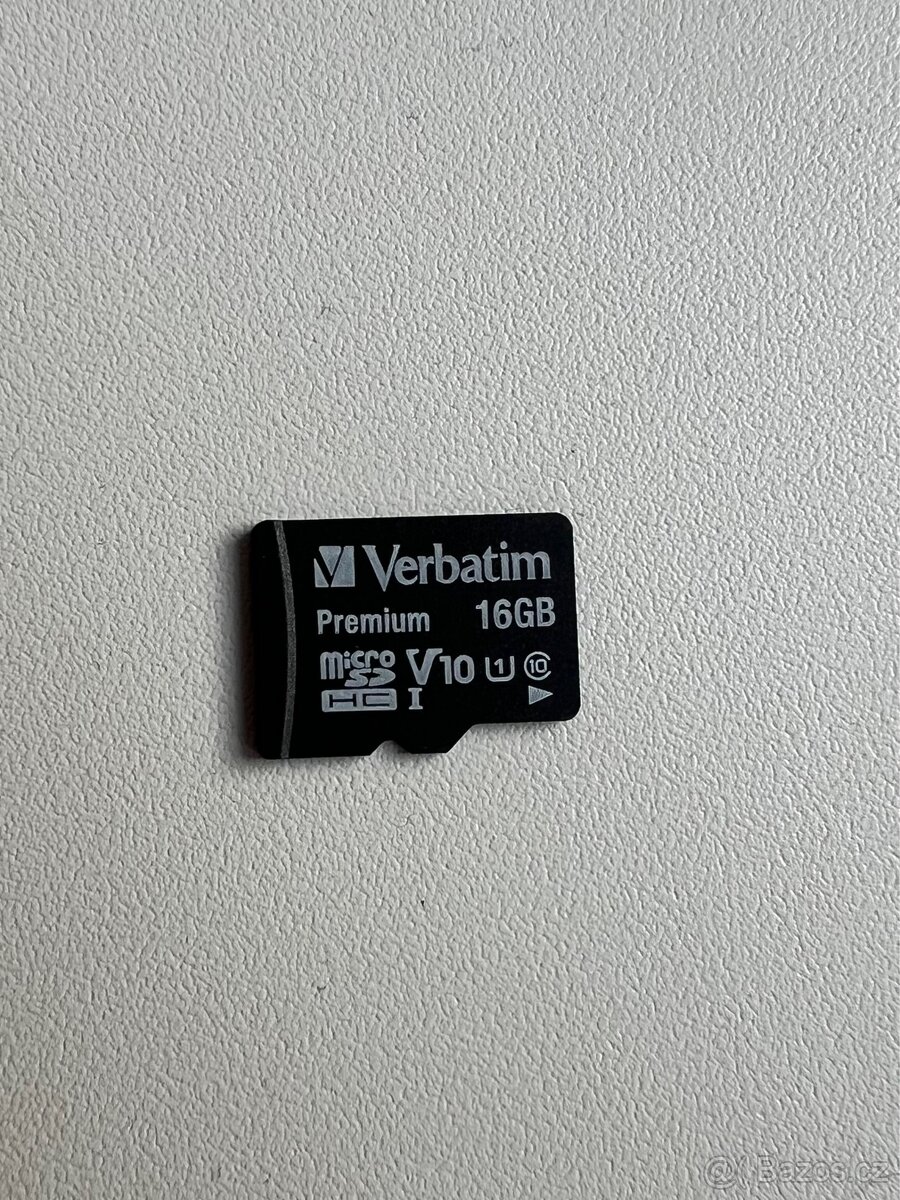 Verbatim
Premium 16GB
micro SD HC I V10 U1 10
@ Bazos.cz